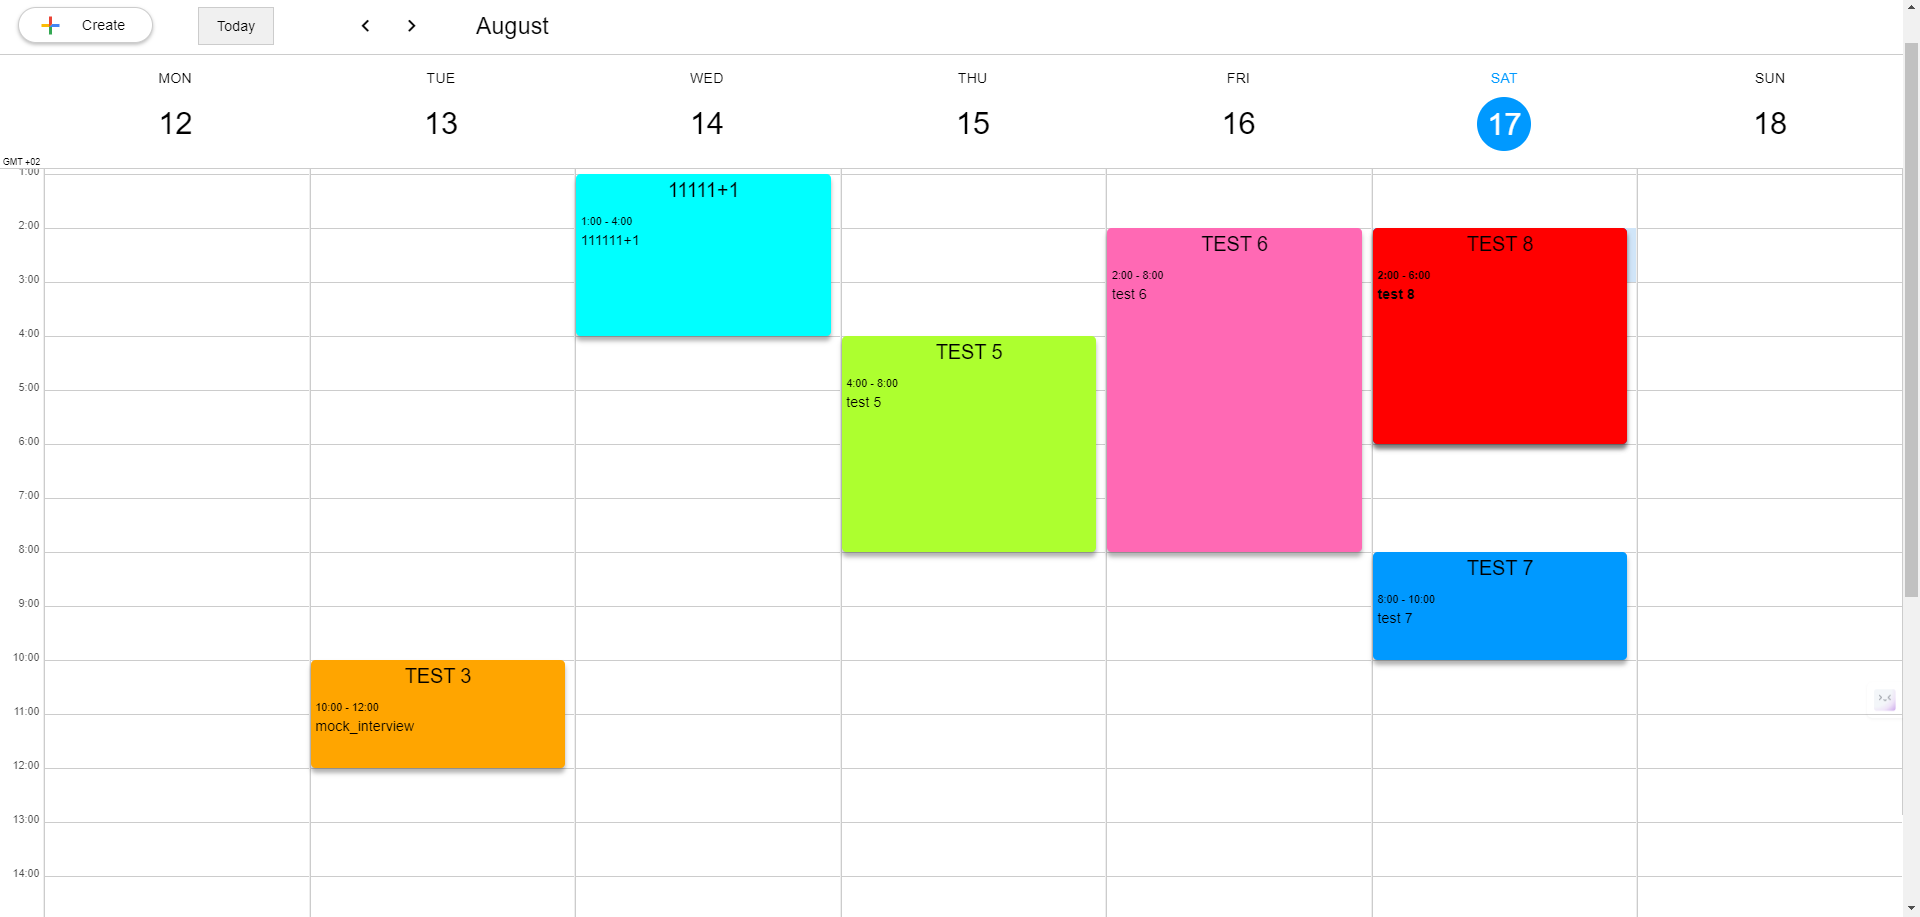 Create
Today
August
MON TUE WED THU FRI SAT SUN
12 13 14 15 16 17 18
GMT +02
1:00
2:00
3:00
4:00
5:00
6:00
7:00
8:00
9:00
10:00
11:00
12:00
13:00
14:00
TEST 3
10:00 - 12:00
mock_interview
11111+1
1:00 - 4:00
111111+1
TEST 5
4:00 - 8:00
test 5
TEST 6
2:00 - 8:00
test 6
TEST 8
2:00 - 6:00
test 8
TEST 7
8:00 - 10:00
test 7